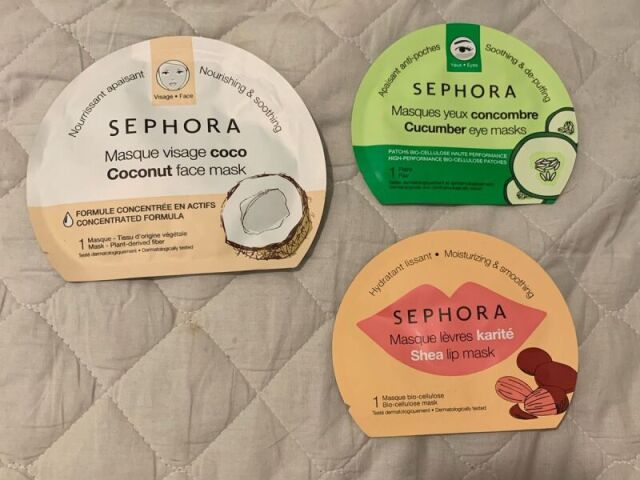 Visage • Face
Nourrissant apaisant
Nourishing & soothing
SEPHORA
Masque visage coco
Coconut face mask
FORMULE CONCENTRÉE EN ACTIFS
CONCENTRATED FORMULA
1 Masque - Tissu d'origine végétale
Mask - Plant-derived fiber
Testé dermatologiquement • Dermatologically tested
Yeux • Eyes
Apaisant anti-poches
Soothing & de-puffing
SEPHORA
Masques yeux concombre
Cucumber eye masks
PATCHS BIO-CELLULOSE HAUTE PERFORMANCE
HIGH-PERFORMANCE BIO-CELLULOSE PATCHES
1 Paire
Pair
Hydratant lissant • Moisturizing & smoothing
SEPHORA
Masque lèvres karité
Shea lip mask
1 Masque bio-cellulose
Bio-cellulose mask
Testé dermatologiquement • Dermatologically tested